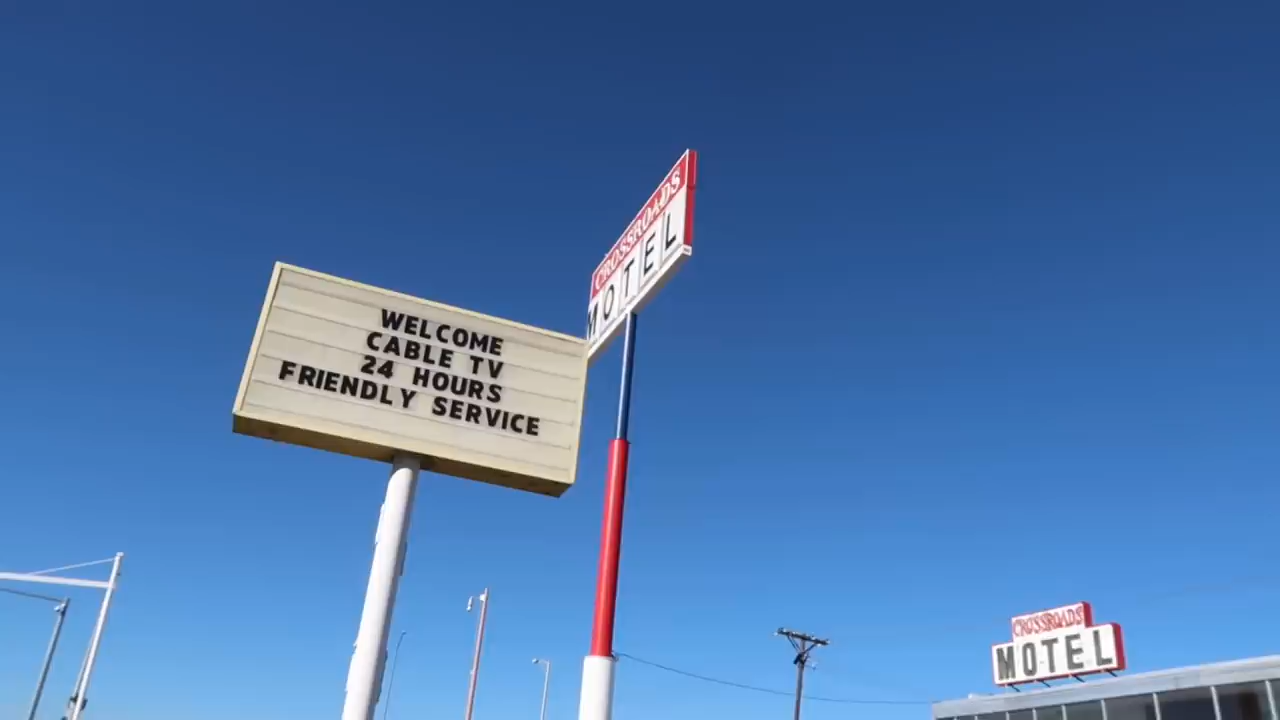 WELCOME
CABLE TV
24 HOURS
FRIENDLY SERVICE
CROSSROADS
MOTEL
CROSSROADS
MOTEL